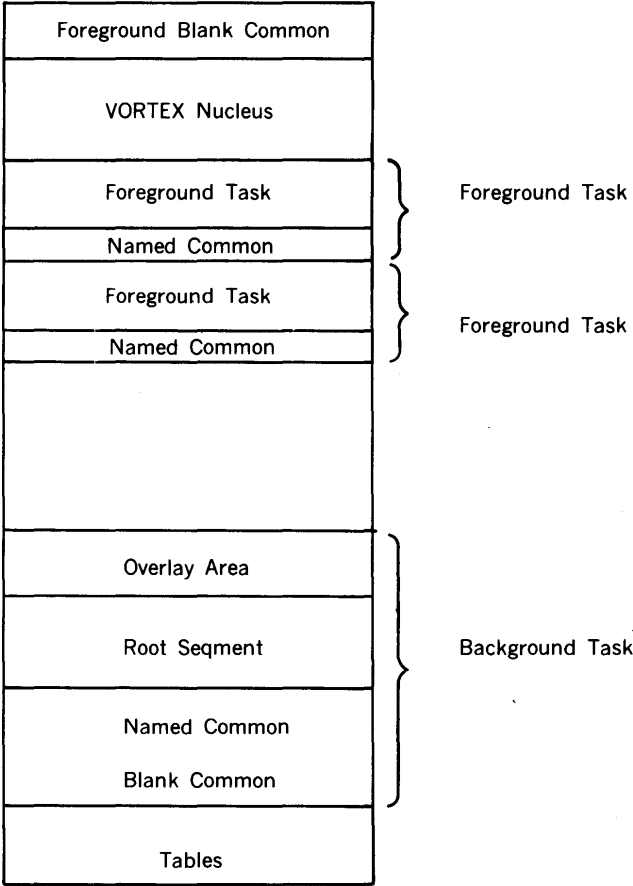 Foreground Blank Common
VORTEX Nucleus
Foreground Task
Foreground Task
Named Common
Foreground Task
Foreground Task
Named Common
Overlay Area
Root Seqment
Background Task
Named Common
Blank Common
Tables